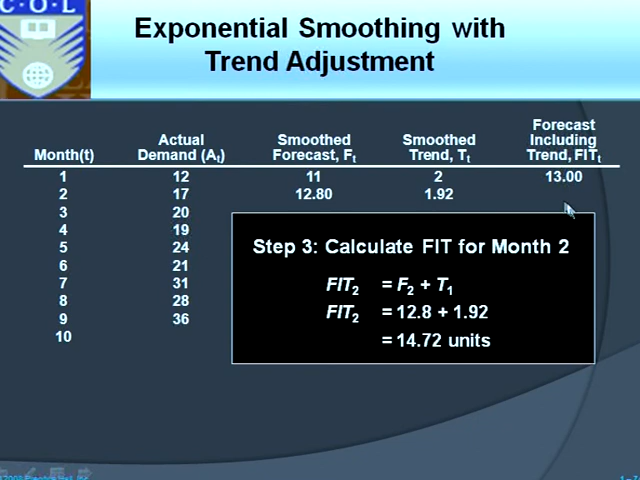 C·O·L
Exponential Smoothing with
Trend Adjustment
Month(t) Actual Demand (At) Smoothed Forecast, Ft Smoothed Trend, Tt Forecast Including Trend, FITt
1 12 11 2 13.00
2 17 12.80 1.92
3 20
4 19
5 24
6 21
7 31
8 28
9 36
10
Step 3: Calculate FIT for Month 2
FIT2 = F2 + T1
FIT2 = 12.8 + 1.92
= 14.72 units